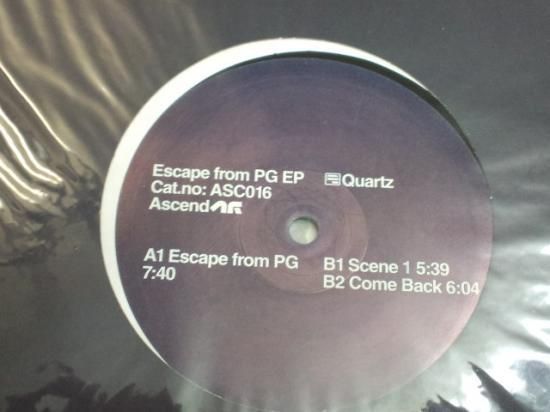 Escape from PG EP
Quartz
Cat.no: ASC016
Ascend
A1 Escape from PG
7:40
B1 Scene 1 5:39
B2 Come Back 6:04